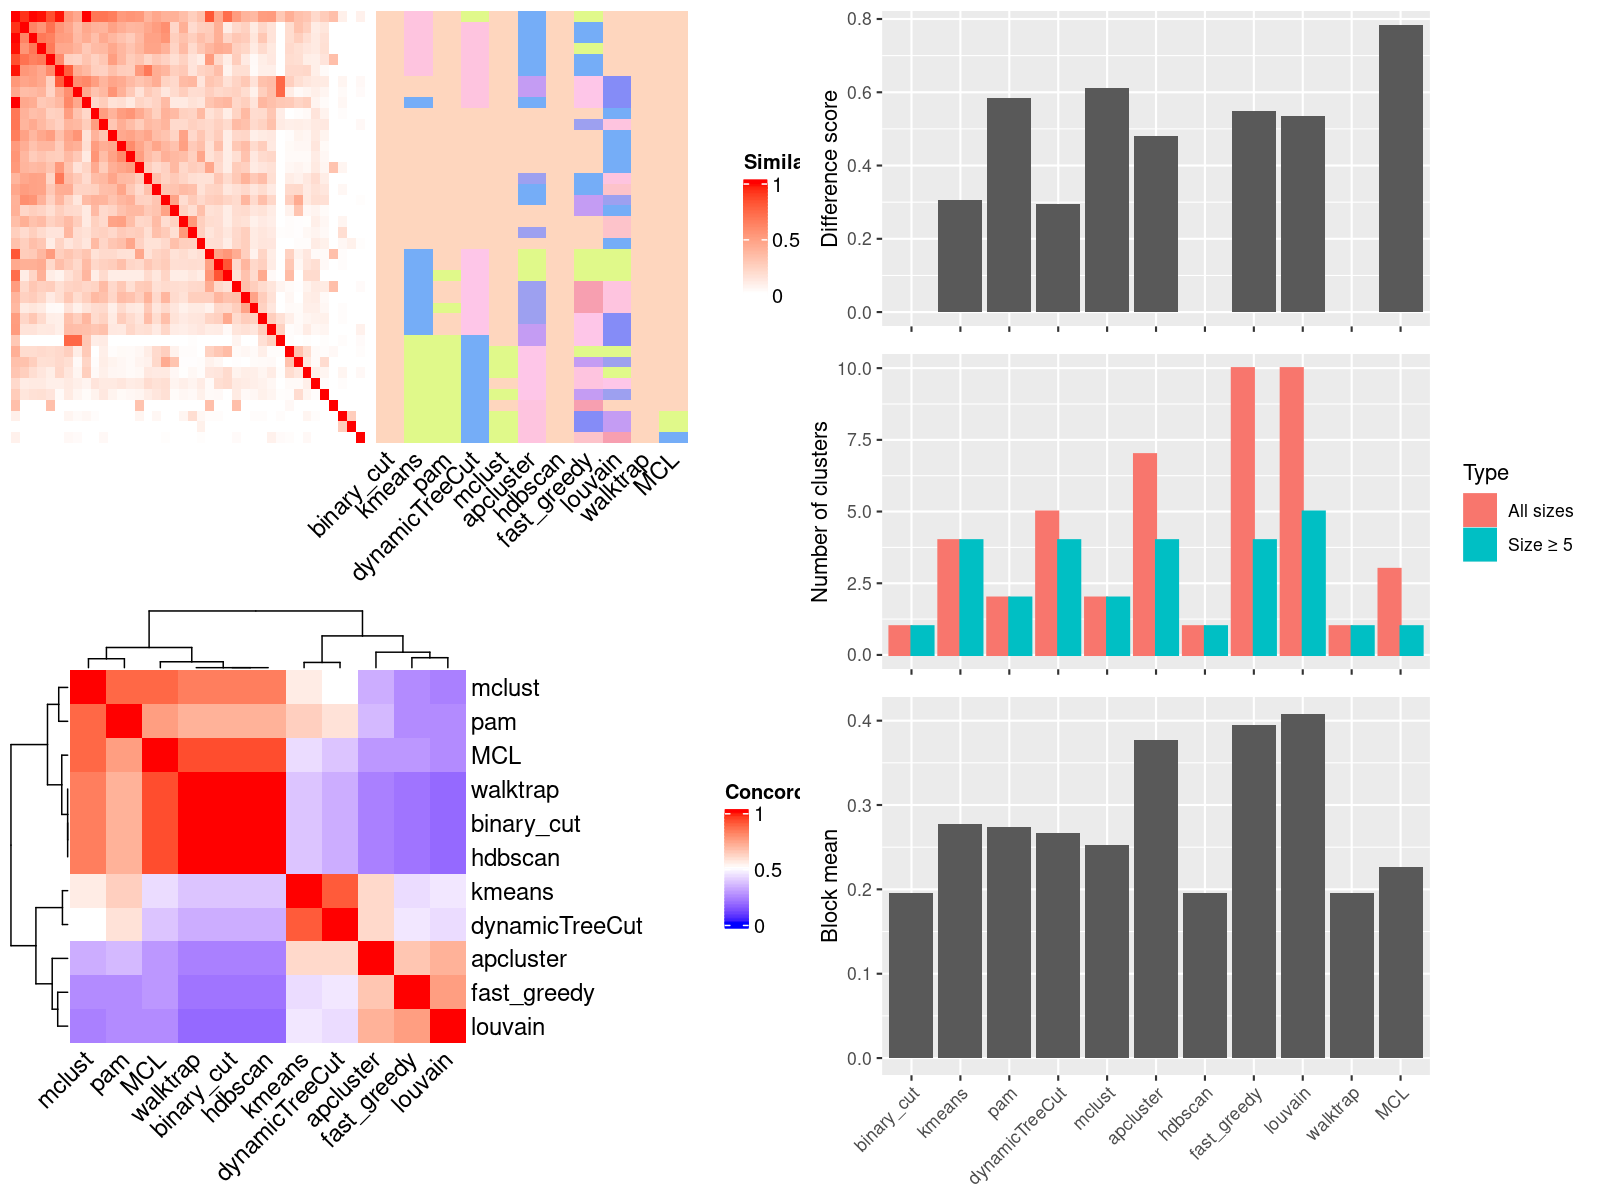 Simila
1
0.5
0
binary_cut
kmeans
pam
dynamicTreeCut
mclust
apcluster
hdbscan
fast_greedy
louvain
walktrap
MCL
mclust
pam
MCL
walktrap
binary_cut
hdbscan
kmeans
dynamicTreeCut
apcluster
fast_greedy
louvain
mclust
pam
MCL
walktrap
binary_cut
hdbscan
kmeans
dynamicTreeCut
apcluster
fast_greedy
louvain
Concord
1
0.5
0
Difference score
0.8
0.6
0.4
0.2
0.0
Number of clusters
10.0
7.5
5.0
2.5
0.0
Type
All sizes
Size ≥ 5
Block mean
0.4
0.3
0.2
0.1
0.0
binary_cut
kmeans
pam
dynamicTreeCut
mclust
apcluster
hdbscan
fast_greedy
louvain
walktrap
MCL